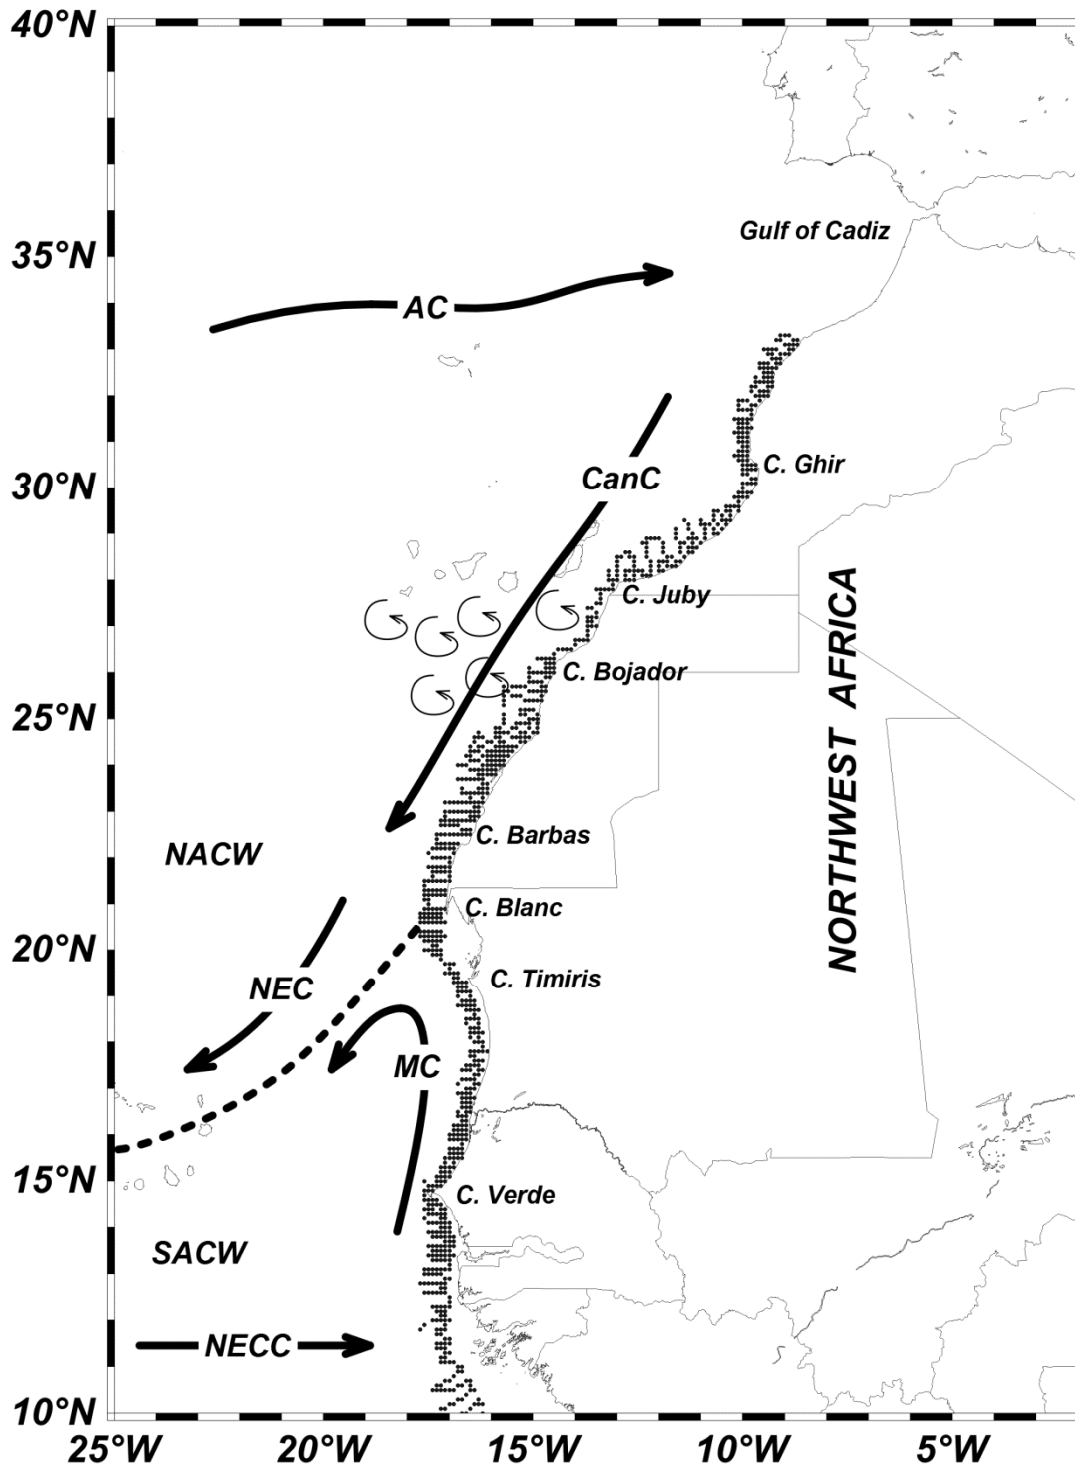 40°N
Gulf of Cadiz
35°N
AC
C. Ghir
CanC
30°N
C. Juby
C. Bojador
25°N
NORTHWEST AFRICA
C. Barbas
NACW
C. Blanc
20°N
C. Timiris
NEC
MC
15°N
C. Verde
SACW
NECC
10°N
25°W 20°W 15°W 10°W 5°W